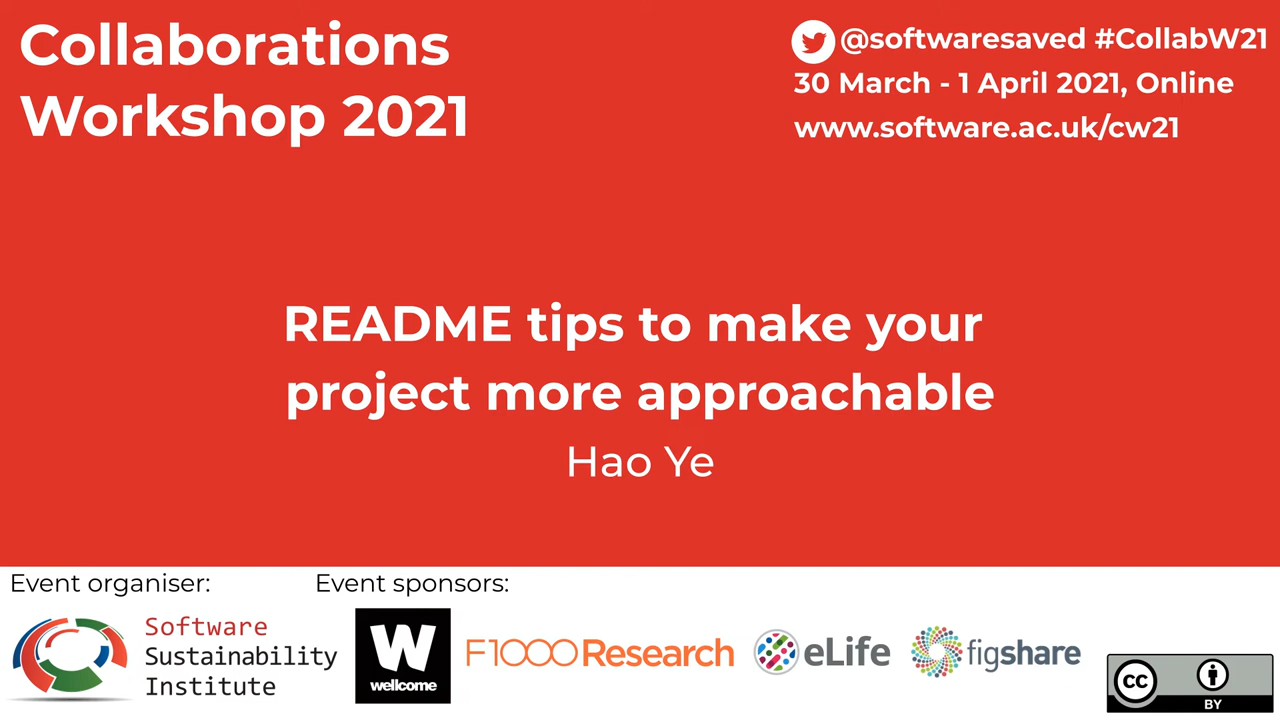 Collaborations
Workshop 2021
@softwaresaved #CollabW21
30 March - 1 April 2021, Online
www.software.ac.uk/cw21
README tips to make your
project more approachable
Hao Ye
Event organiser:
Event sponsors:
Software
Sustainability
Institute
W
wellcome
F1000Research
eLife
figshare
CC
BY